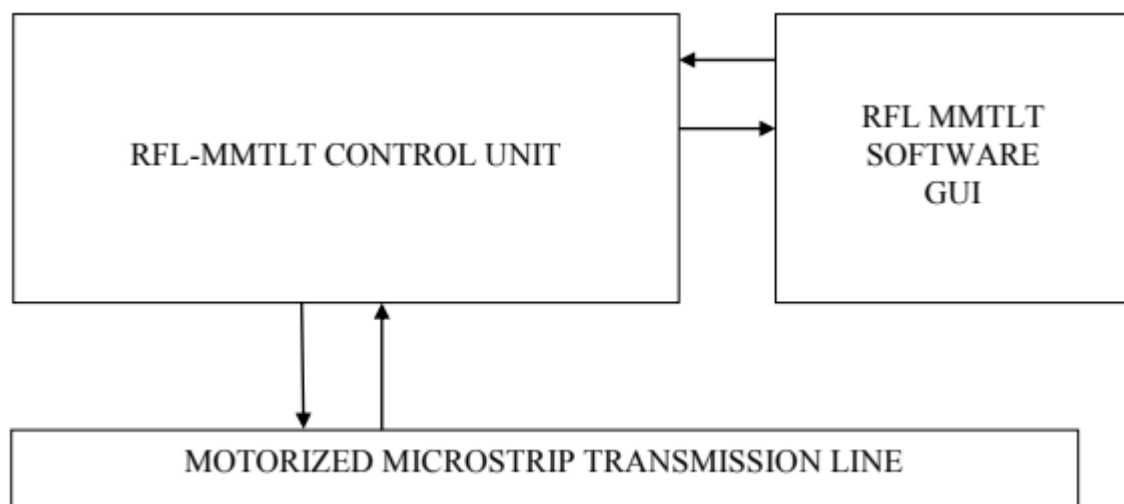 RFL-MMTLT CONTROL UNIT
RFL MMTLT
SOFTWARE
GUI
MOTORIZED MICROSTRIP TRANSMISSION LINE